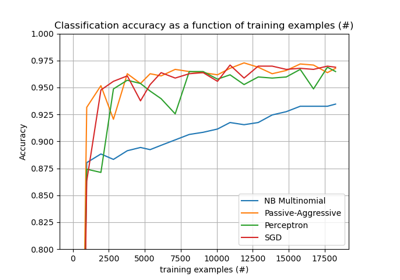 Classification accuracy as a function of training examples (#)
1.000
0.975
0.950
0.925
0.900
0.875
0.850
0.825
0.800
Accuracy
NB Multinomial
Passive-Aggressive
Perceptron
SGD
0 2500 5000 7500 10000 12500 15000 17500
training examples (#)